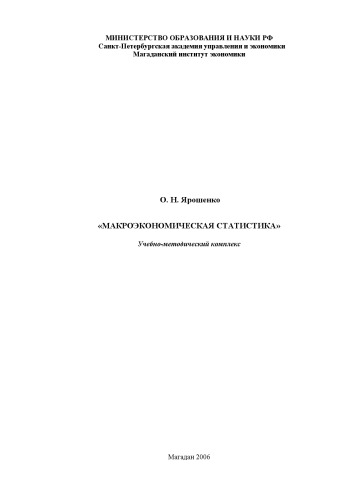 МИНИСТЕРСТВО ОБРАЗОВАНИЯ И НАУКИ РФ
Санкт-Петербургская академия управления и экономики
Магаданский институт экономики
О. Н. Ярошенко
«МАКРОЭКОНОМИЧЕСКАЯ СТАТИСТИКА»
Учебно-методический комплекс
Магадан 2006